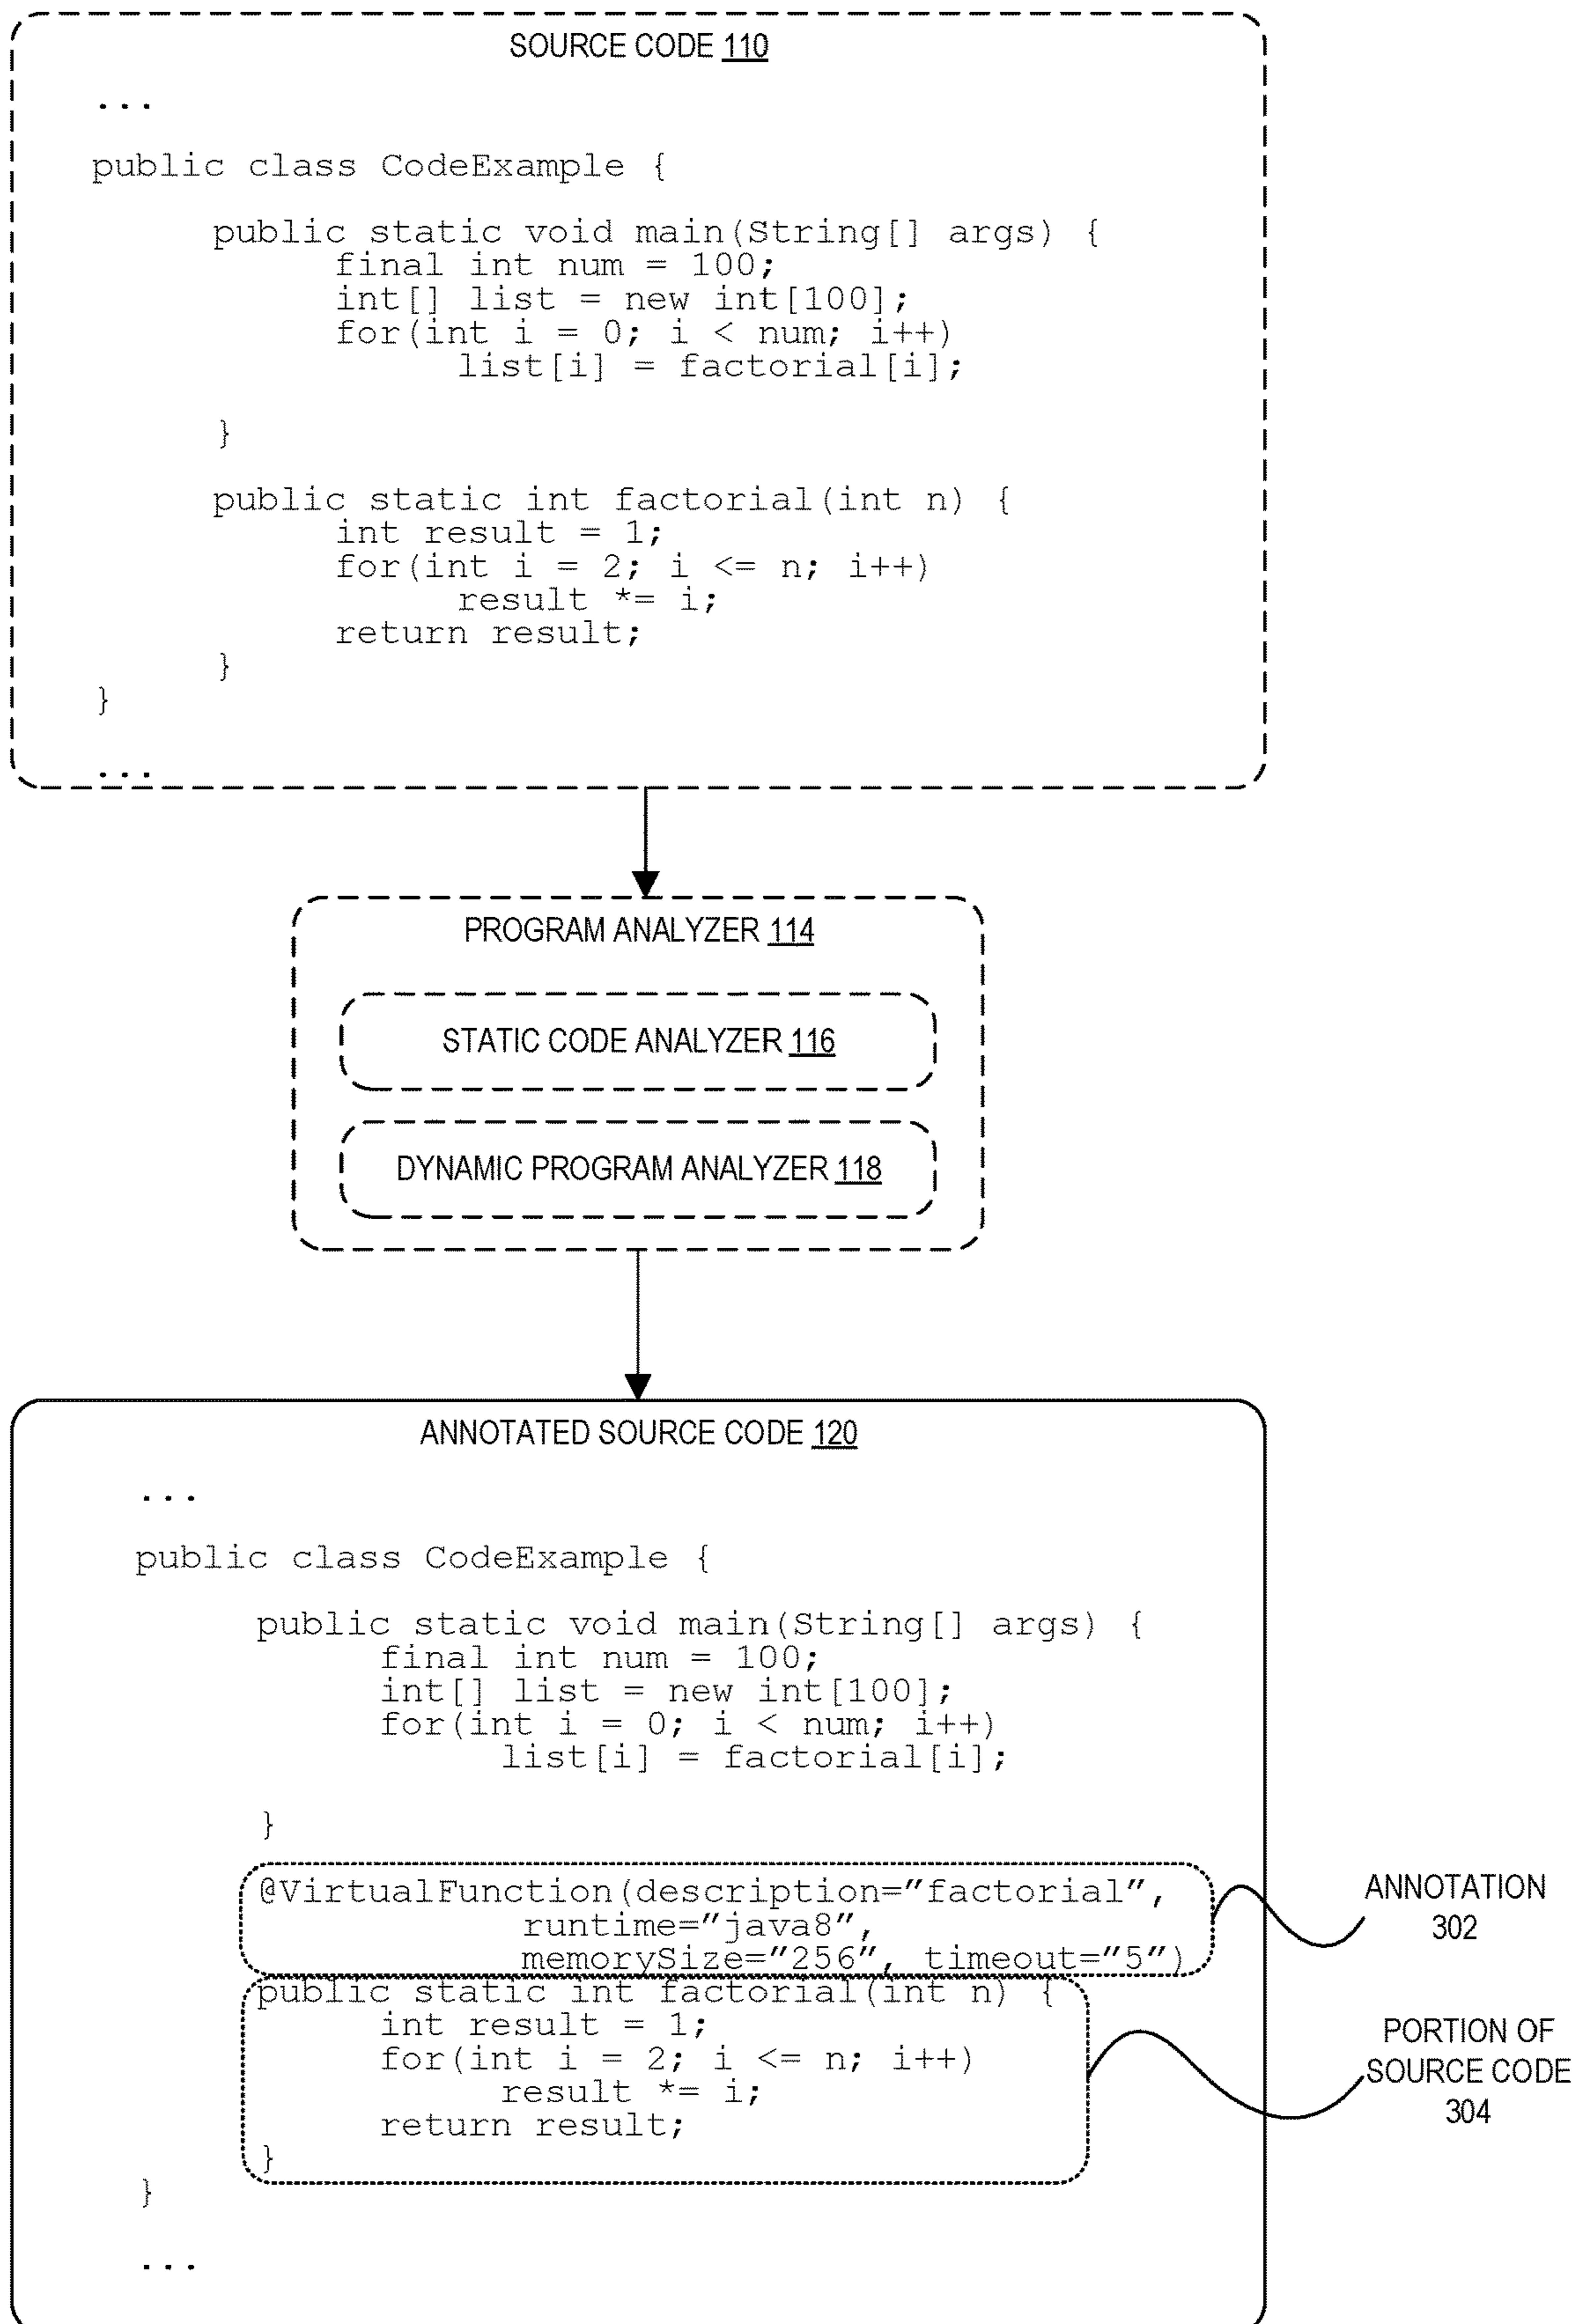 SOURCE CODE 110
...
public class CodeExample {
public static void main(String[] args) {
final int num = 100;
int[] list = new int[100];
for(int i = 0; i < num; i++)
list[i] = factorial[i];
}
public static int factorial(int n) {
int result = 1;
for(int i = 2; i <= n; i++)
result *= i;
return result;
}
}
...
PROGRAM ANALYZER 114
STATIC CODE ANALYZER 116
DYNAMIC PROGRAM ANALYZER 118
ANNOTATED SOURCE CODE 120
...
public class CodeExample {
public static void main(String[] args) {
final int num = 100;
int[] list = new int[100];
for(int i = 0; i < num; i++)
list[i] = factorial[i];
}
@VirtualFunction(description=”factorial”,
runtime=”java8”,
memorySize=”256”, timeout=”5”)
public static int factorial(int n) {
int result = 1;
for(int i = 2; i <= n; i++)
result *= i;
return result;
}
}
...
ANNOTATION
302
PORTION OF
SOURCE CODE
304